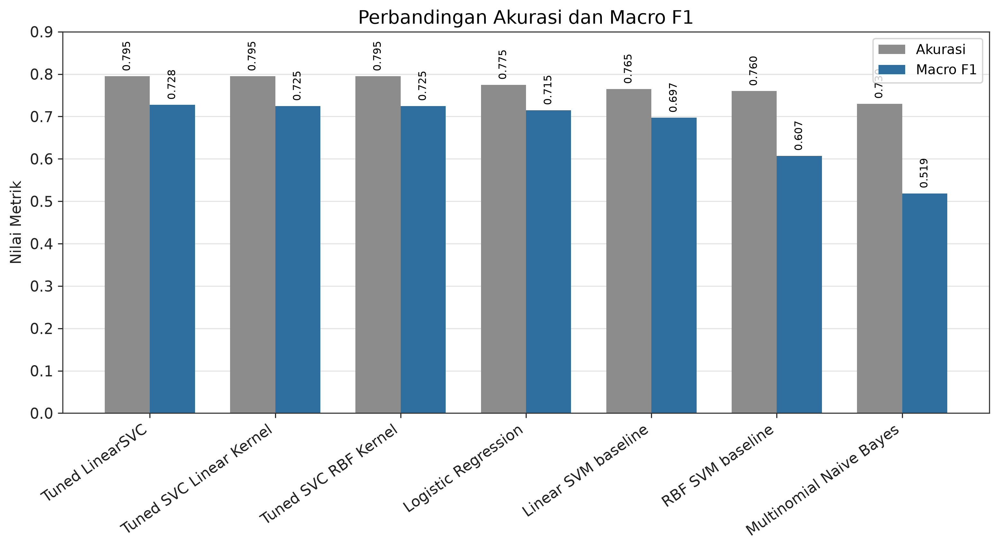 Perbandingan Akurasi dan Macro F1
Akurasi
Macro F1
Nilai Metrik
0.9
0.8
0.7
0.6
0.5
0.4
0.3
0.2
0.1
0.0
0.795
0.728
0.795
0.725
0.795
0.725
0.775
0.715
0.765
0.697
0.760
0.607
0.730
0.519
Tuned LinearSVC
Tuned SVC Linear Kernel
Tuned SVC RBF Kernel
Logistic Regression
Linear SVM baseline
RBF SVM baseline
Multinomial Naive Bayes